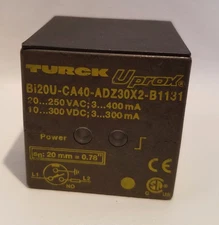 TURCK Uprox®
Bi20U-CA40-ADZ30X2-B1131
20...250 VAC; 3...400 mA
10...300 VDC; 3...300 mA
Power
20 mm = 0.78"
NO
CE